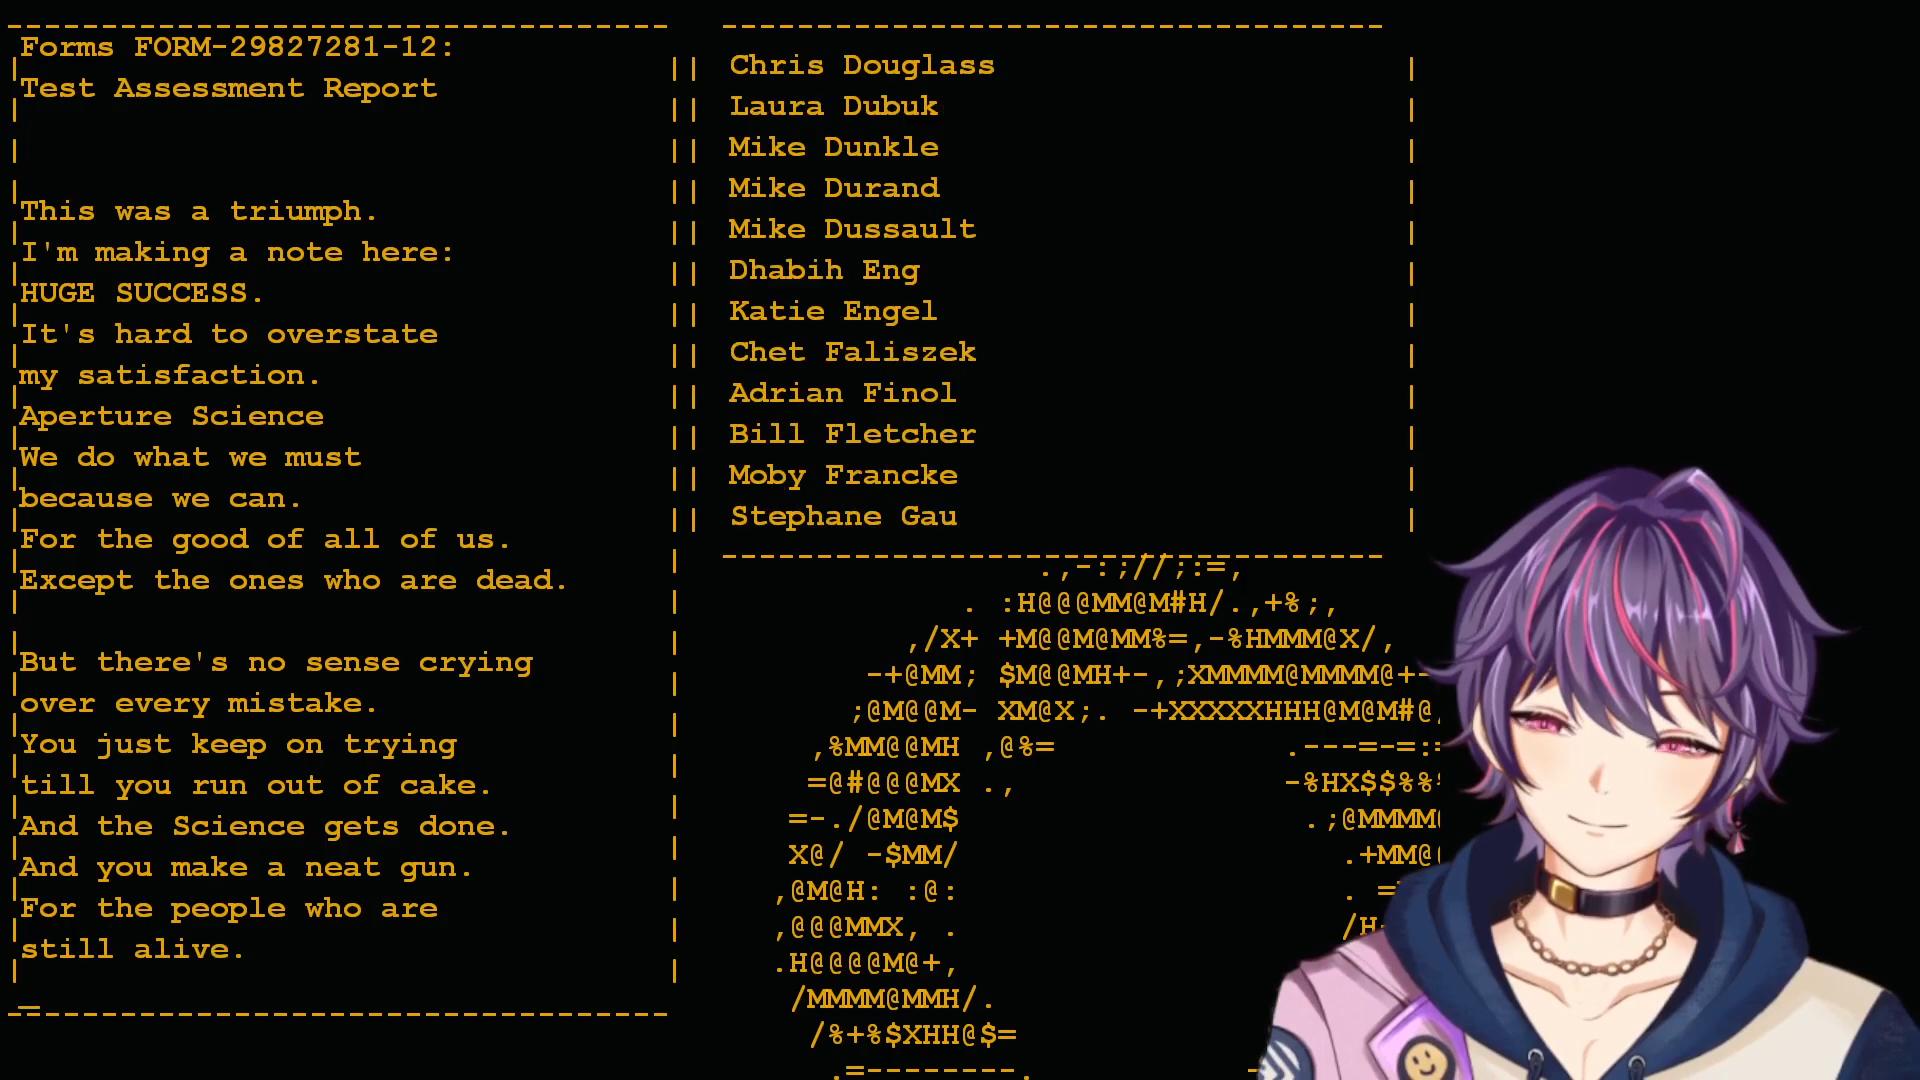 Forms FORM-29827281-12:
Test Assessment Report
This was a triumph.
I'm making a note here:
HUGE SUCCESS.
It's hard to overstate
my satisfaction.
Aperture Science
We do what we must
because we can.
For the good of all of us.
Except the ones who are dead.
But there's no sense crying
over every mistake.
You just keep on trying
till you run out of cake.
And the Science gets done.
And you make a neat gun.
For the people who are
still alive.
Chris Douglass
Laura Dubuk
Mike Dunkle
Mike Durand
Mike Dussault
Dhabih Eng
Katie Engel
Chet Faliszek
Adrian Finol
Bill Fletcher
Moby Francke
Stephane Gau